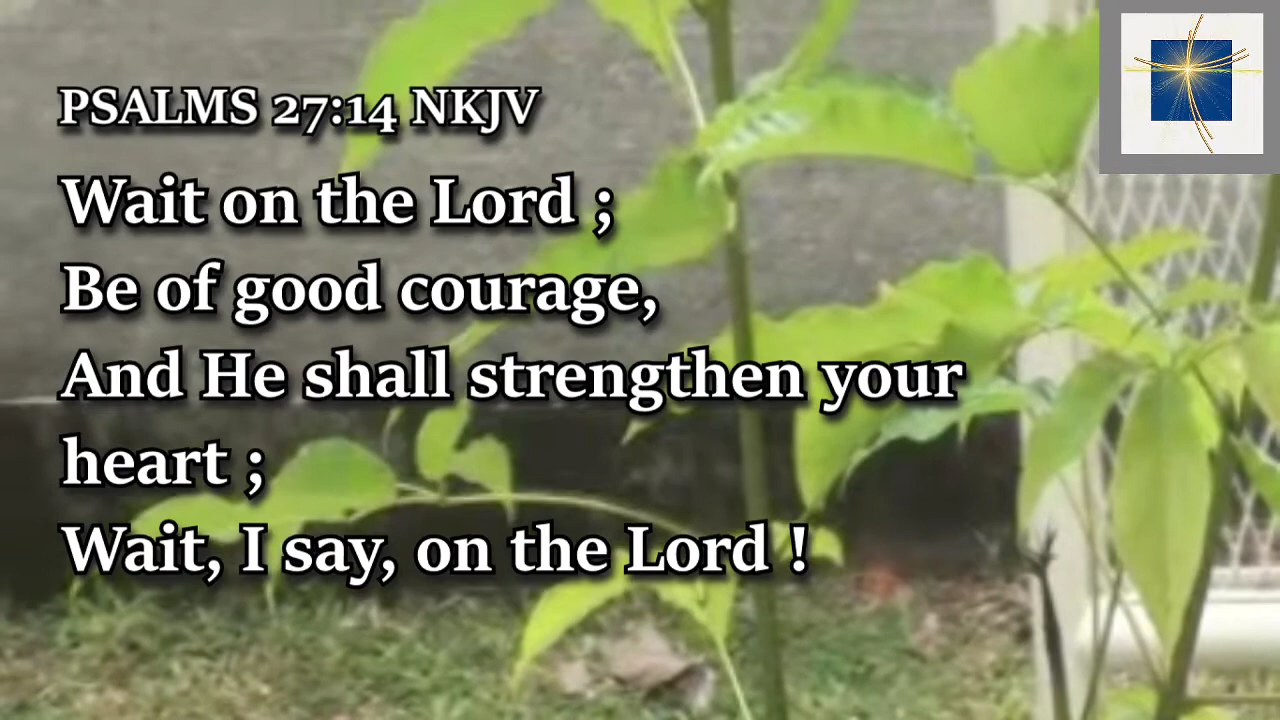 PSALMS 27:14 NKJV
Wait on the Lord ;
Be of good courage,
And He shall strengthen your
heart ;
Wait, I say, on the Lord !